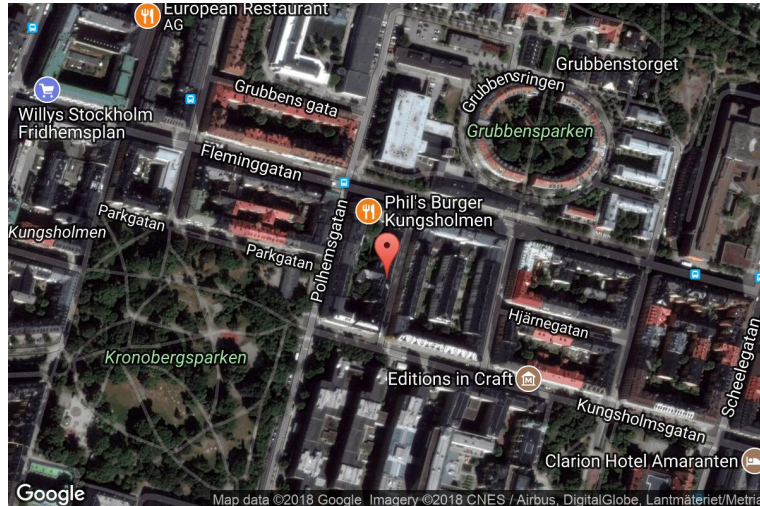 European Restaurant
AG
Grubbenstorget
Grubbensringen
Grubbens gata
Willys Stockholm
Fridhemsplan
Grubbensparken
Fleminggatan
Phil's Burger
Kungsholmen
Parkgatan
Kungsholmen
Parkgatan
Polhemsgatan
Hjärnegatan
Kronobergsparken
Editions in Craft
Scheelegatan
Kungsholmsgatan
Clarion Hotel Amaranten
Google
Map data ©2018 Google Imagery ©2018 CNES / Airbus, DigitalGlobe, Lantmäteriet/Metria